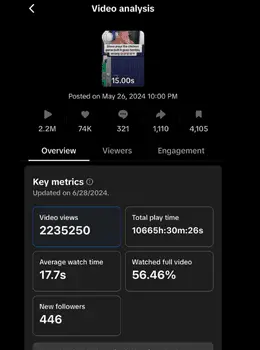 Video analysis
15.00s
Posted on May 26, 2024 10:00 PM
2.2M
74K
321
1,110
4,105
Overview
Viewers
Engagement
Key metrics
Updated on 6/28/2024.
Video views
2235250
Total play time
10665h:30m:26s
Average watch time
17.7s
Watched full video
56.46%
New followers
446